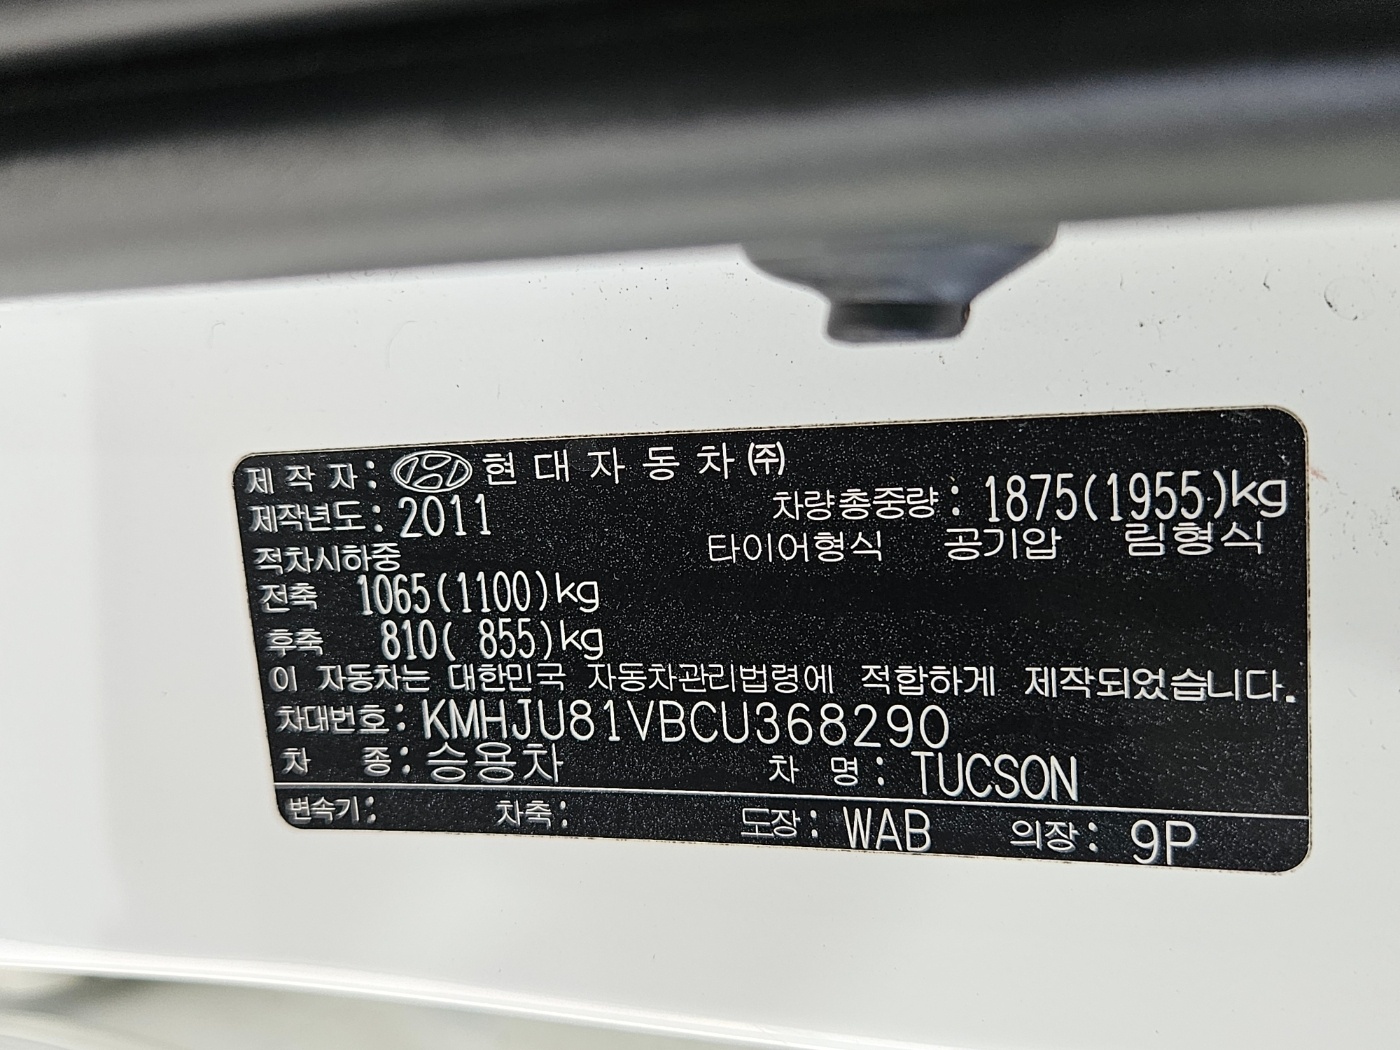 제작자: 현대자동차㈜
제작년도: 2011
차량총중량: 1875(1955)kg
적차시하중
타이어형식 공기압 림형식
전축 1065(1100)kg
후축 810( 855)kg
이 자동차는 대한민국 자동차관리법령에 적합하게 제작되었습니다.
차대번호: KMHJU81VBCU368290
차 종: 승용차 차 명: TUCSON
변속기: 차축: 도장: WAB 의장: 9P